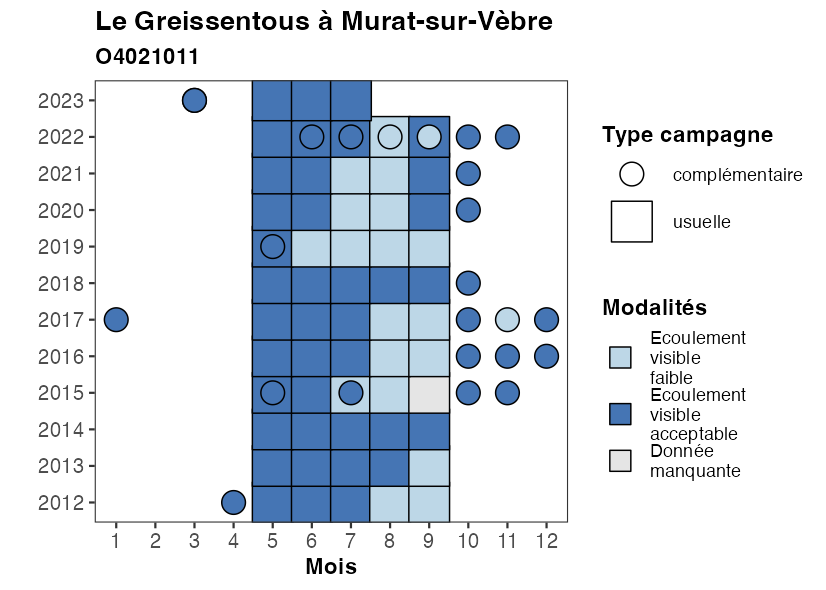 Le Greissentous à Murat-sur-Vèbre
O4021011
2023
2022
2021
2020
2019
2018
2017
2016
2015
2014
2013
2012
1 2 3 4 5 6 7 8 9 10 11 12
Mois
Type campagne
complémentaire
usuelle
Modalités
Ecoulement
visible
faible
Ecoulement
visible
acceptable
Donnée
manquante